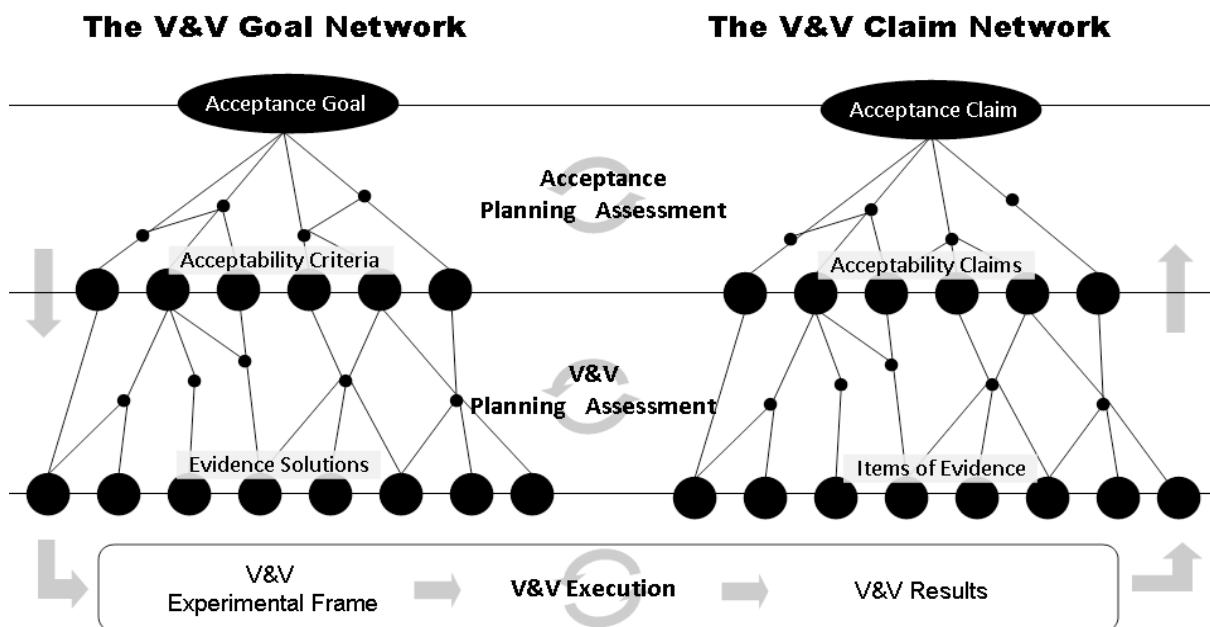 The V&V Goal Network
The V&V Claim Network
Acceptance Goal
Acceptance Claim
Acceptance
Planning Assessment
Acceptability Criteria
Acceptability Claims
V&V
Planning Assessment
Evidence Solutions
Items of Evidence
V&V
Experimental Frame
V&V Execution
V&V Results